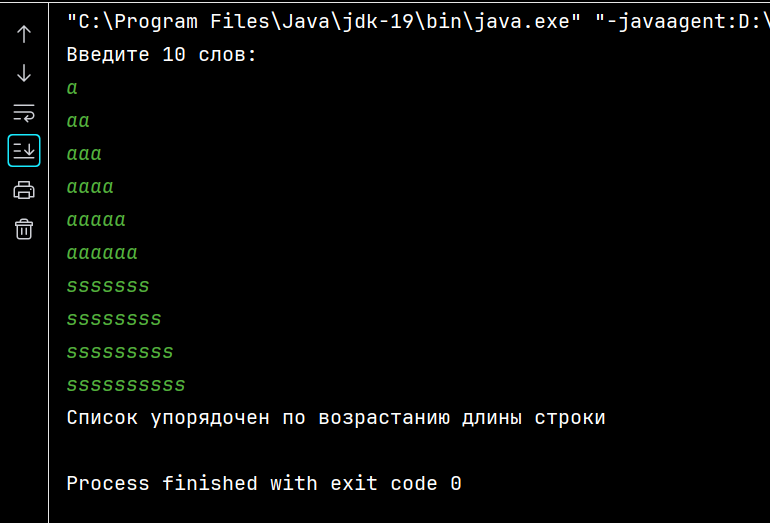 "C:\Program Files\Java\jdk-19\bin\java.exe" "-javaagent:D:\
Введите 10 слов:
a
aa
aaa
aaaa
aaaaa
aaaaaa
sssssss
ssssssss
sssssssss
ssssssssss
Список упорядочен по возрастанию длины строки
Process finished with exit code 0